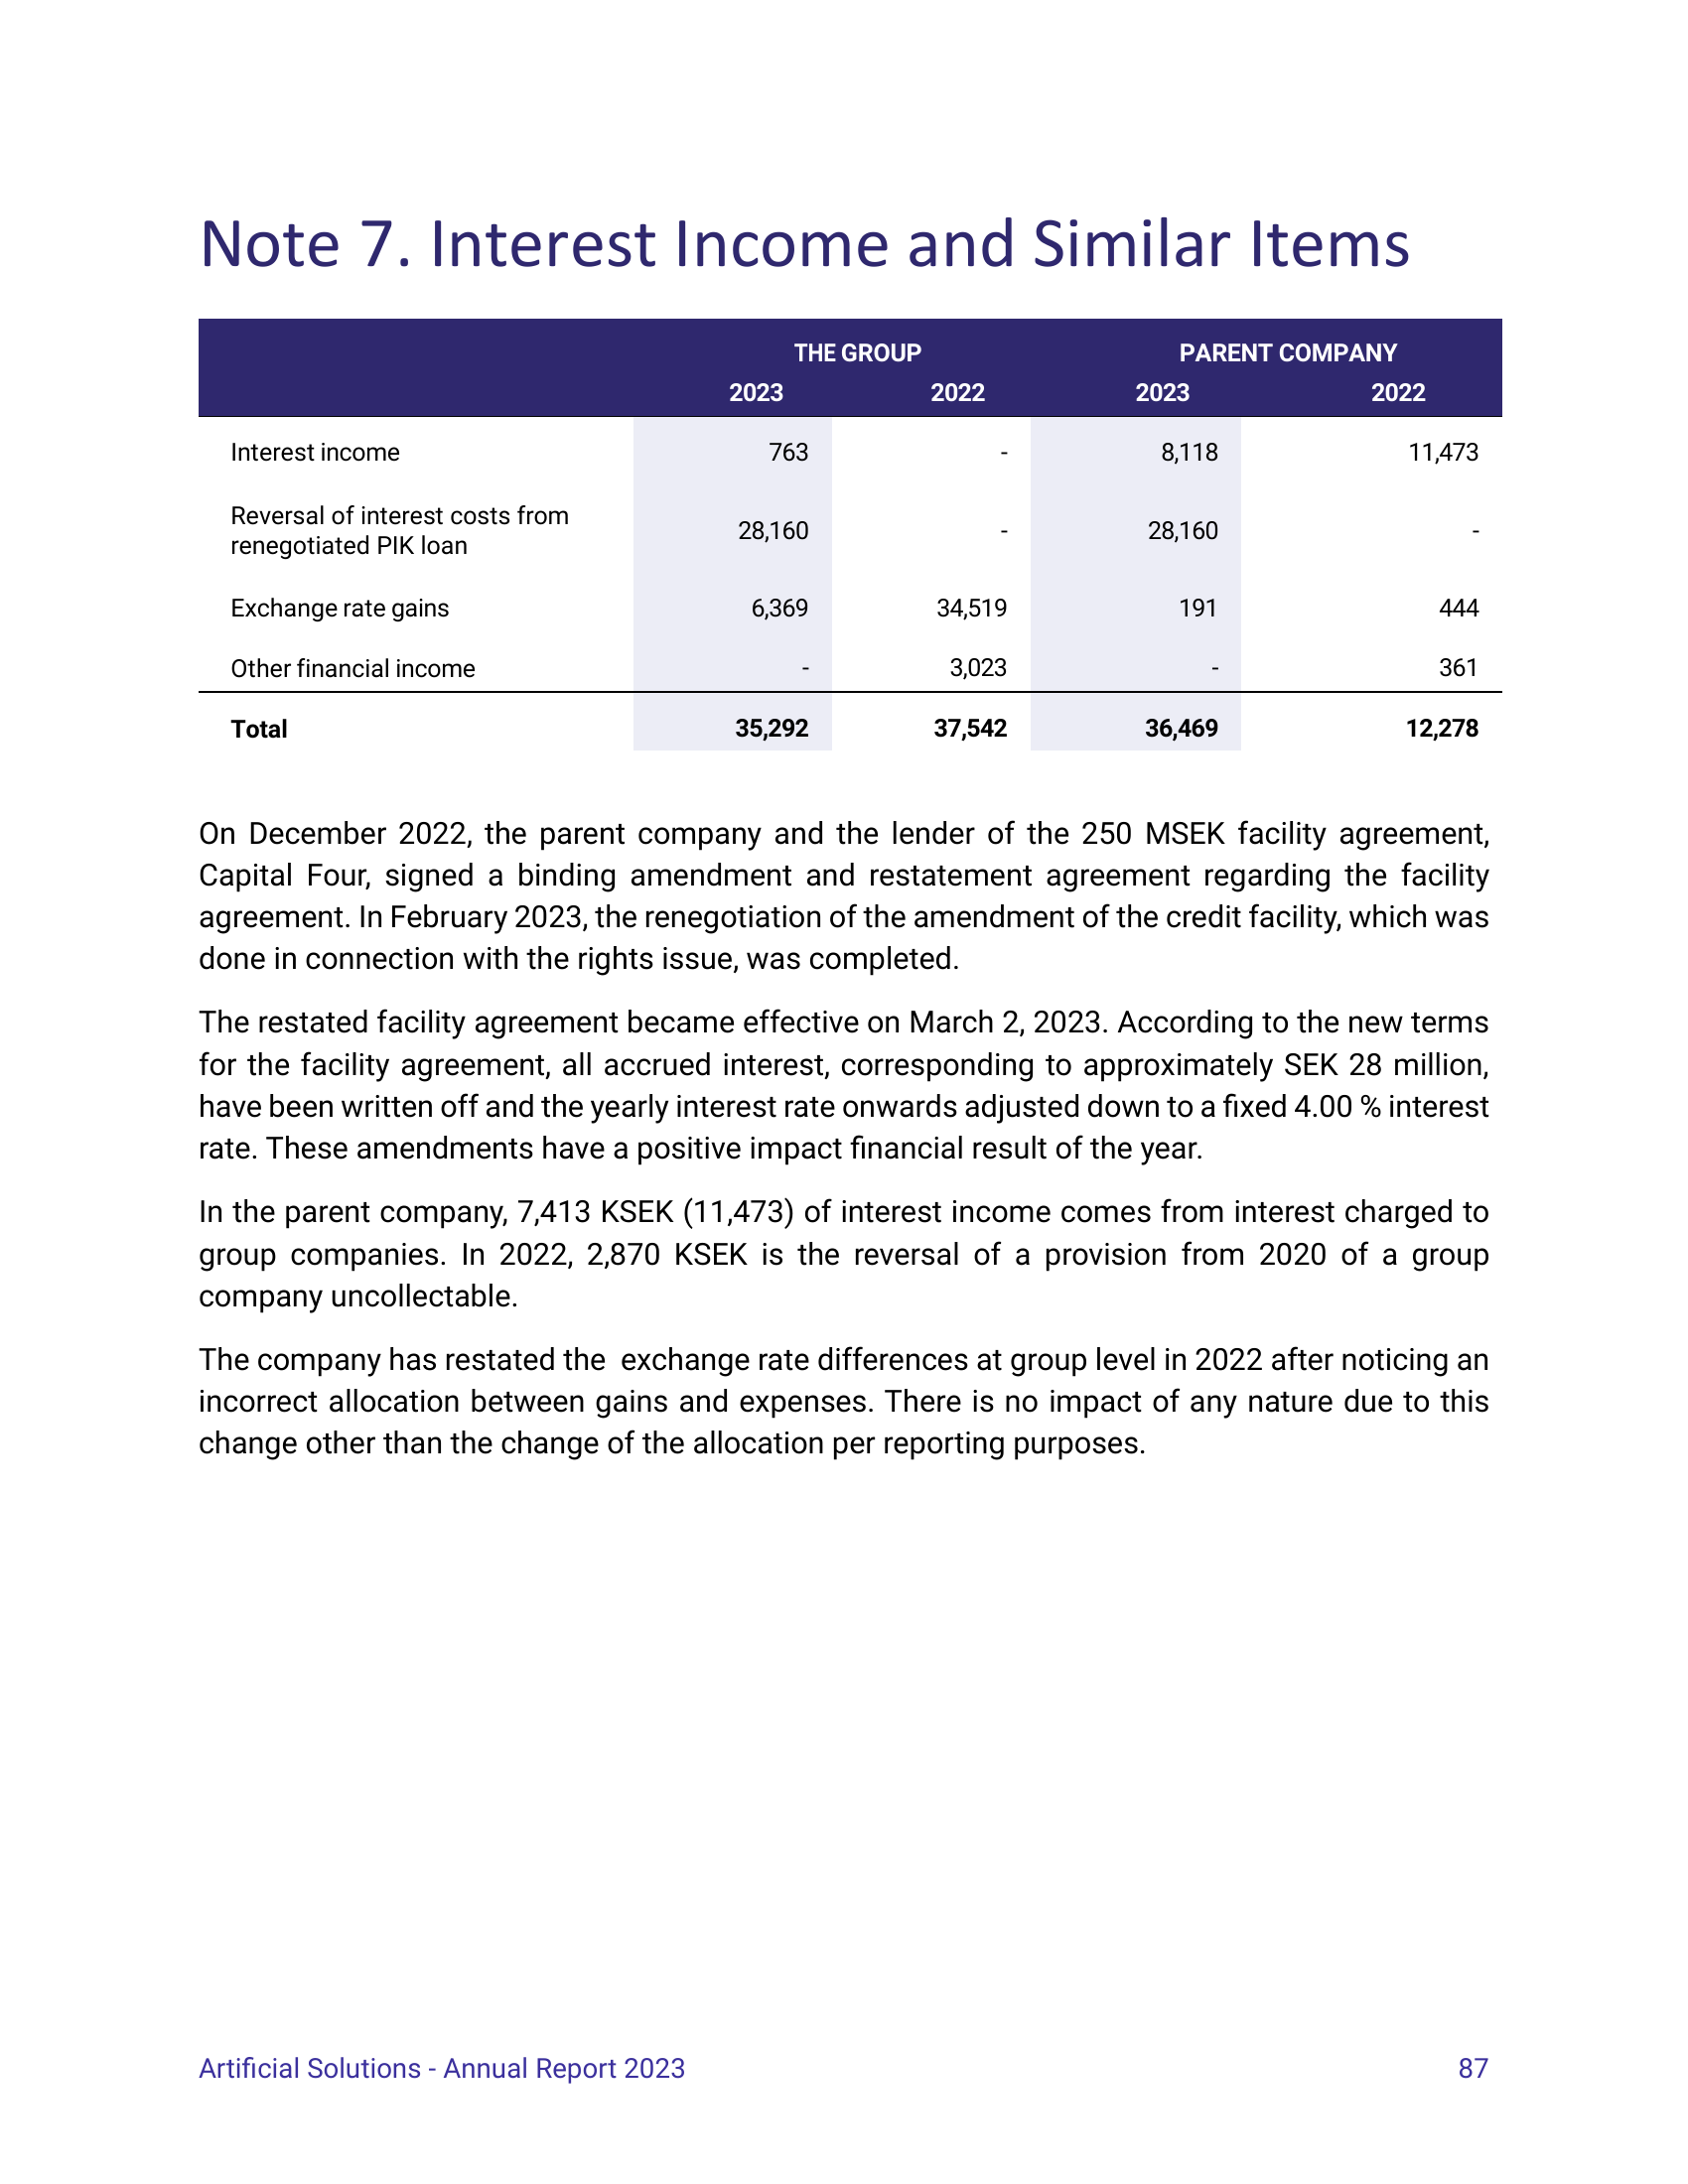 Note 7. Interest Income and Similar Items
THE GROUP PARENT COMPANY
2023 2022 2023 2022
Interest income 763 - 8,118 11,473
Reversal of interest costs from
renegotiated PIK loan 28,160 - 28,160 -
Exchange rate gains 6,369 34,519 191 444
Other financial income - 3,023 - 361
Total 35,292 37,542 36,469 12,278
On December 2022, the parent company and the lender of the 250 MSEK facility agreement,
Capital Four, signed a binding amendment and restatement agreement regarding the facility
agreement. In February 2023, the renegotiation of the amendment of the credit facility, which was
done in connection with the rights issue, was completed.
The restated facility agreement became effective on March 2, 2023. According to the new terms
for the facility agreement, all accrued interest, corresponding to approximately SEK 28 million,
have been written off and the yearly interest rate onwards adjusted down to a fixed 4.00 % interest
rate. These amendments have a positive impact financial result of the year.
In the parent company, 7,413 KSEK (11,473) of interest income comes from interest charged to
group companies. In 2022, 2,870 KSEK is the reversal of a provision from 2020 of a group
company uncollectable.
The company has restated the  exchange rate differences at group level in 2022 after noticing an
incorrect allocation between gains and expenses. There is no impact of any nature due to this
change other than the change of the allocation per reporting purposes.
Artificial Solutions - Annual Report 2023 87